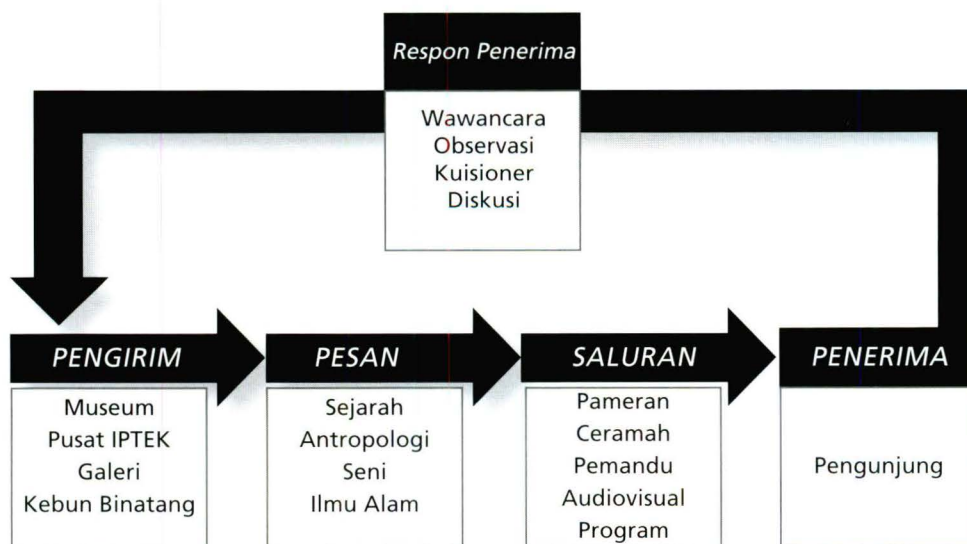 Respon Penerima
Wawancara
Observasi
Kuisioner
Diskusi
PENGIRIM
Museum
Pusat IPTEK
Galeri
Kebun Binatang
PESAN
Sejarah
Antropologi
Seni
Ilmu Alam
SALURAN
Pameran
Ceramah
Pemandu
Audiovisual
Program
PENERIMA
Pengunjung